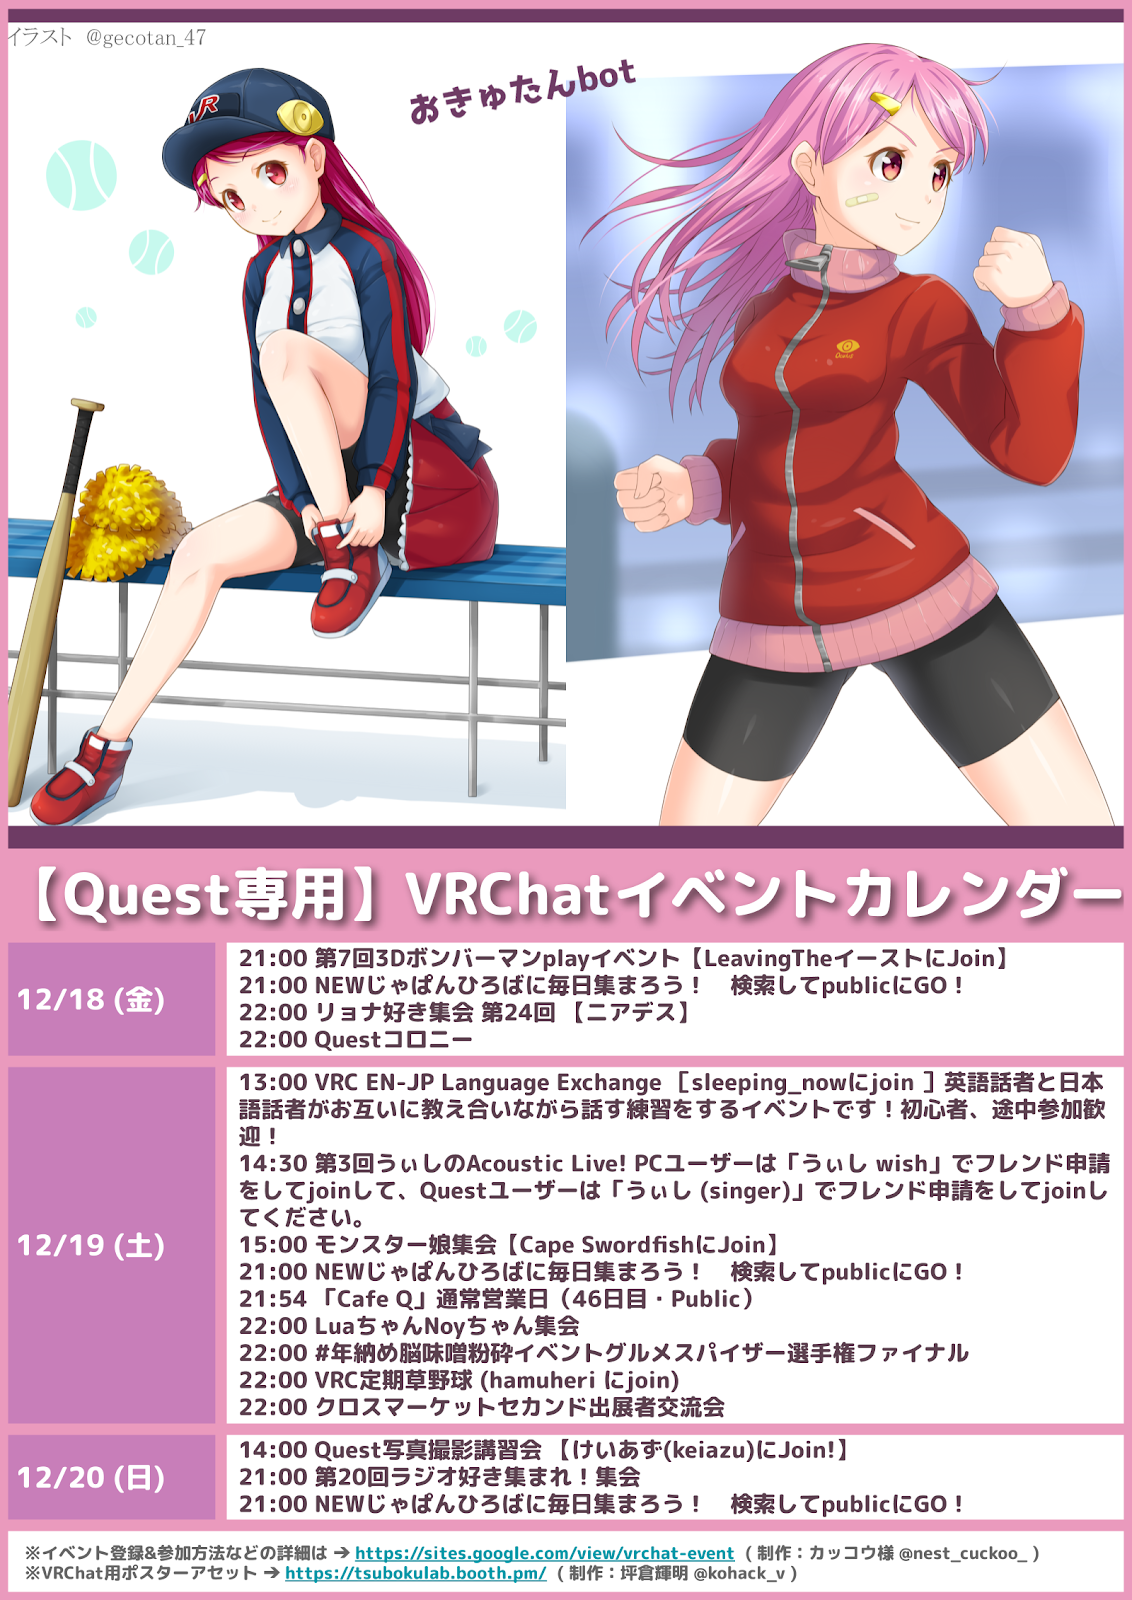 イラスト @gecotan_47
おきゅたんbot
VR
Quest
【Quest専用】VRChatイベントカレンダー
12/18 (金)
21:00 第7回3Dボンバーマンplayイベント【LeavingTheイーストにJoin】
21:00 NEWじゃぱんひろばに毎日集まろう！　検索してpublicにGO！
22:00 リョナ好き集会 第24回 【ニアデス】
22:00 Questコロニー
12/19 (土)
13:00 VRC EN-JP Language Exchange ［sleeping_nowにjoin ］英語話者と日本
語話者がお互いに教え合いながら話す練習をするイベントです！初心者、途中参加歓
迎！
14:30 第3回うぃしのAcoustic Live! PCユーザーは「うぃし wish」でフレンド申請
をしてjoinして、Questユーザーは「うぃし (singer)」でフレンド申請をしてjoinし
てください。
15:00 モンスター娘集会【Cape SwordfishにJoin】
21:00 NEWじゃぱんひろばに毎日集まろう！　検索してpublicにGO！
21:54 「Cafe Q」通常営業日（46日目・Public）
22:00 LuaちゃんNoyちゃん集会
22:00 #年納め脳味噌粉砕イベントグルメスパイザー選手権ファイナル
22:00 VRC定期草野球 (hamuheri にjoin)
22:00 クロスマーケットセカンド出展者交流会
12/20 (日)
14:00 Quest写真撮影講習会 【けいあず(keiazu)にJoin!】
21:00 第20回ラジオ好き集まれ！集会
21:00 NEWじゃぱんひろばに毎日集まろう！　検索してpublicにGO！
※イベント登録&参加方法などの詳細は ➔ https://sites.google.com/view/vrchat-event （制作：カッコウ様 @nest_cuckoo_ ）
※VRChat用ポスターアセット ➔ https://tsubokulab.booth.pm/ （制作：坪倉輝明 @kohack_v ）